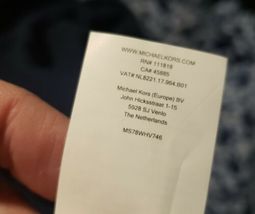 WWW.MICHAELKORS.COM
RN# 111818
CA# 45885
VAT# NL8221.17.964.B01
Michael Kors (Europe) BV
John Hicksstraat 1-15
5928 SJ Venlo
The Netherlands
MS78WHV746